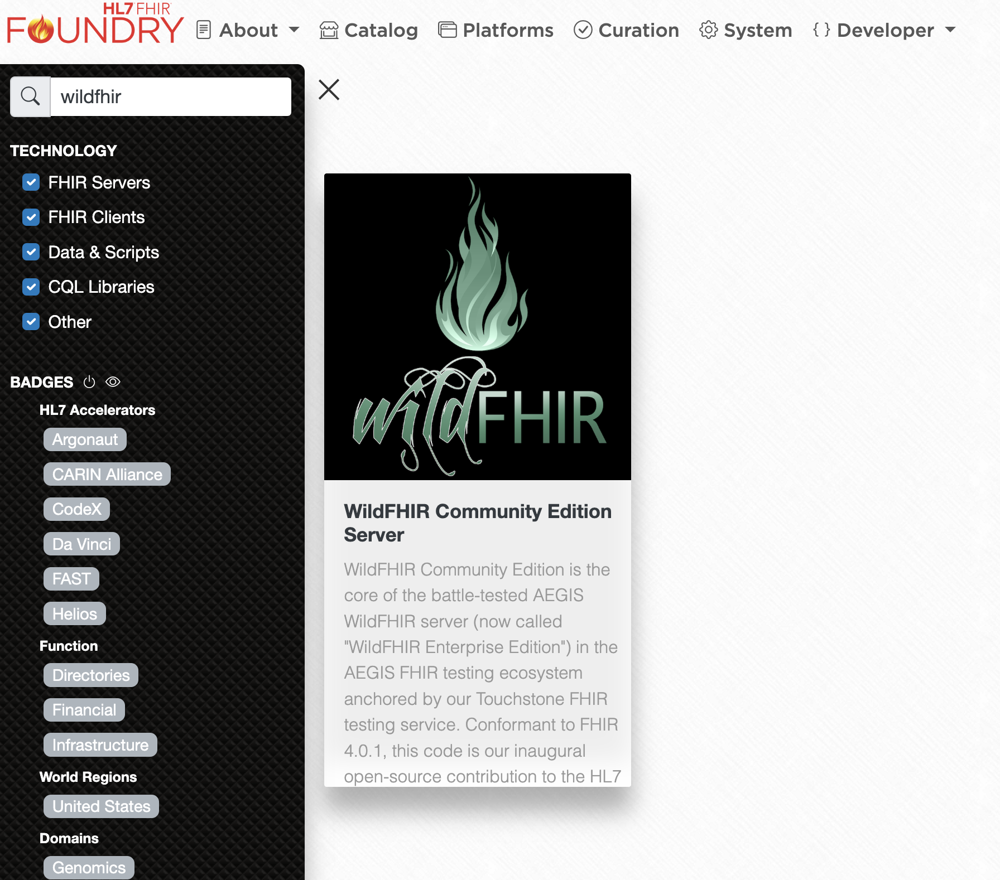 HL7 FHIR
FOUNDRY
About
Catalog
Platforms
Curation
System
Developer
wildfhir
TECHNOLOGY
FHIR Servers
FHIR Clients
Data & Scripts
CQL Libraries
Other
BADGES
HL7 Accelerators
Argonaut
CARIN Alliance
CodeX
Da Vinci
FAST
Helios
Function
Directories
Financial
Infrastructure
World Regions
United States
Domains
Genomics
wildFHIR
WildFHIR Community Edition
Server
WildFHIR Community Edition is the
core of the battle-tested AEGIS
WildFHIR server (now called
"WildFHIR Enterprise Edition") in the
AEGIS FHIR testing ecosystem
anchored by our Touchstone FHIR
testing service. Conformant to FHIR
4.0.1, this code is our inaugural
open-source contribution to the HL7